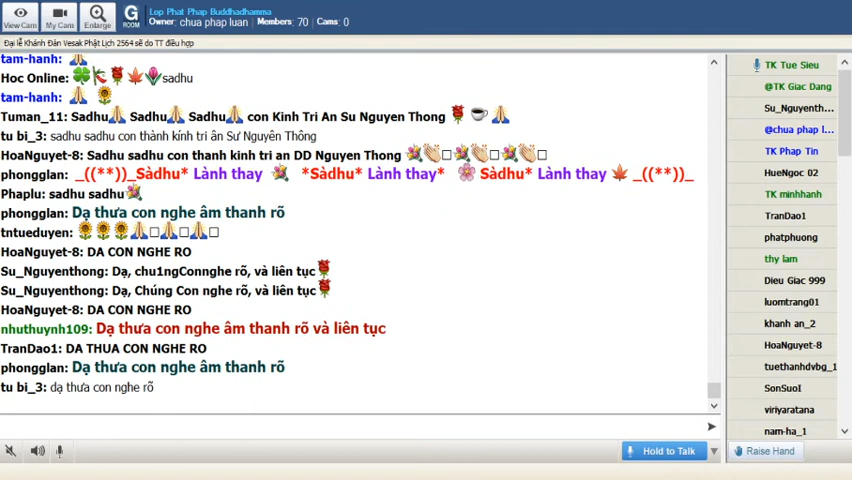 Lop Phat Phap Buddhadhamma
Owner: chua phap luan Members: 70 Cams: 0
View Cam
My Cam
Enlarge
G
ROOM
Đại lễ Khánh Đản Vesak Phật Lịch 2564 sẽ do TT điều hợp
tam-hanh:
Hoc Online: sadhu
tam-hanh:
Tuman_11: Sadhu Sadhu Sadhu con Kinh Tri An Su Nguyen Thong
tu bi_3: sadhu sadhu con thành kính tri ân Sư Nguyên Thông
HoaNguyet-8: Sadhu sadhu con thanh kinh tri an DD Nguyen Thong
phongglan: _((**))_Sàdhu* Lành thay *Sàdhu* Lành thay* Sàdhu* Lành thay _((**))_
Phaplu: sadhu sadhu
phongglan: Dạ thưa con nghe âm thanh rõ
tntueduyen:
HoaNguyet-8: DA CON NGHE RO
Su_Nguyenthong: Dạ, chu1ngConnghe rõ, và liên tục
Su_Nguyenthong: Dạ, Chúng Con nghe rõ, và liên tục
HoaNguyet-8: DA CON NGHE RO
nhuthuynh109: Dạ thưa con nghe âm thanh rõ và liên tục
TranDao1: DA THUA CON NGHE RO
phongglan: Dạ thưa con nghe âm thanh rõ
tu bi_3: dạ thưa con nghe rõ
Hold to Talk
TK Tue Sieu
@TK Giac Dang
Su_Nguyenth...
@chua phap l...
TK Phap Tin
HueNgoc 02
TK minhhanh
TranDao1
phatphuong
thy lam
Dieu Giac 999
luomtrang01
khanh an_2
HoaNguyet-8
tuethanhdvbg_1
SonSuoI
viriyaratana
nam-ha_1
Raise Hand